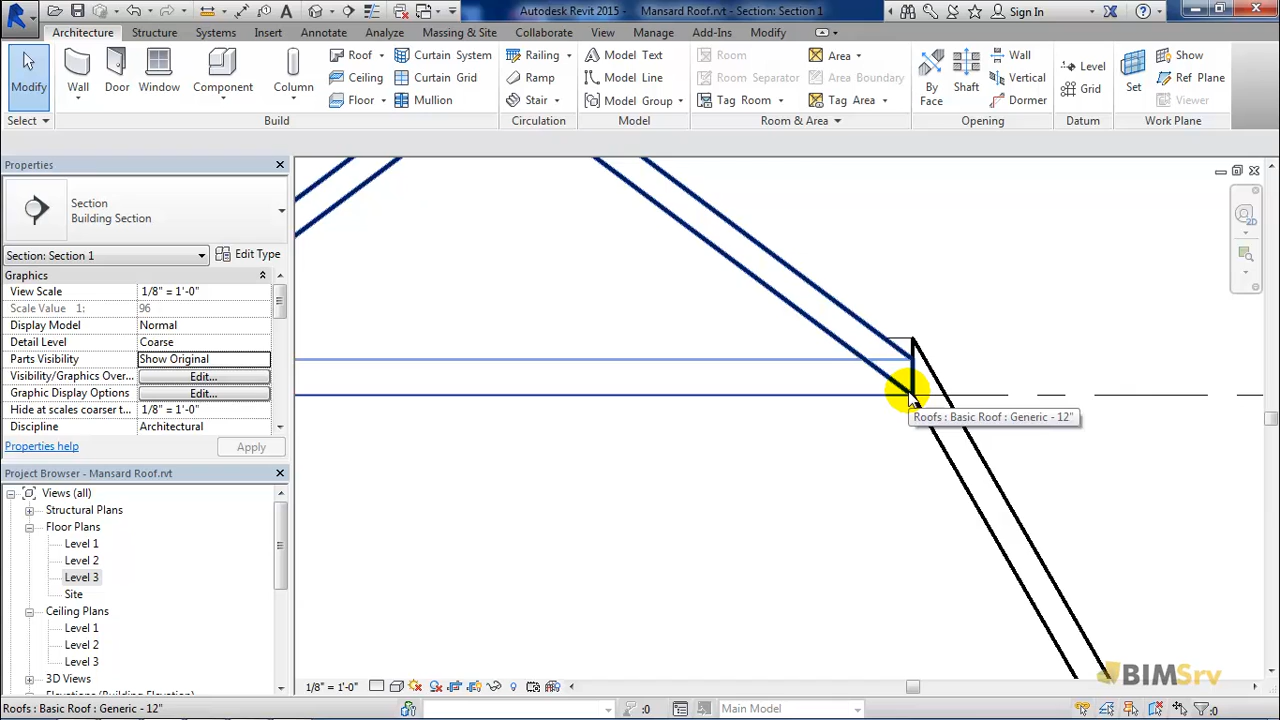 Autodesk Revit 2015 - Mansard Roof.rvt - Section: Section 1
Sign In
Architecture Structure Systems Insert Annotate Analyze Massing & Site Collaborate View Manage Add-Ins Modify
Modify
Wall
Door
Window
Component
Column
Roof
Ceiling
Floor
Curtain System
Curtain Grid
Mullion
Railing
Ramp
Stair
Model Text
Model Line
Model Group
Room
Room Separator
Tag Room
Area
Area Boundary
Tag Area
By
Face
Shaft
Wall
Vertical
Dormer
Level
Grid
Set
Show
Ref Plane
Viewer
Select
Build
Circulation
Model
Room & Area
Opening
Datum
Work Plane
Properties
Section
Building Section
Section: Section 1
Edit Type
Graphics
View Scale 1/8" = 1'-0"
Scale Value 1: 96
Display Model Normal
Detail Level Coarse
Parts Visibility Show Original
Visibility/Graphics Over... Edit...
Graphic Display Options Edit...
Hide at scales coarser t... 1/8" = 1'-0"
Discipline Architectural
Properties help
Apply
Project Browser - Mansard Roof.rvt
Views (all)
Structural Plans
Floor Plans
Level 1
Level 2
Level 3
Site
Ceiling Plans
Level 1
Level 2
Level 3
3D Views
Elevations (Building Elevation)
2D
Roofs : Basic Roof : Generic - 12"
BIMSrv
1/8" = 1'-0"
Roofs : Basic Roof : Generic - 12"
:0
Main Model
:0